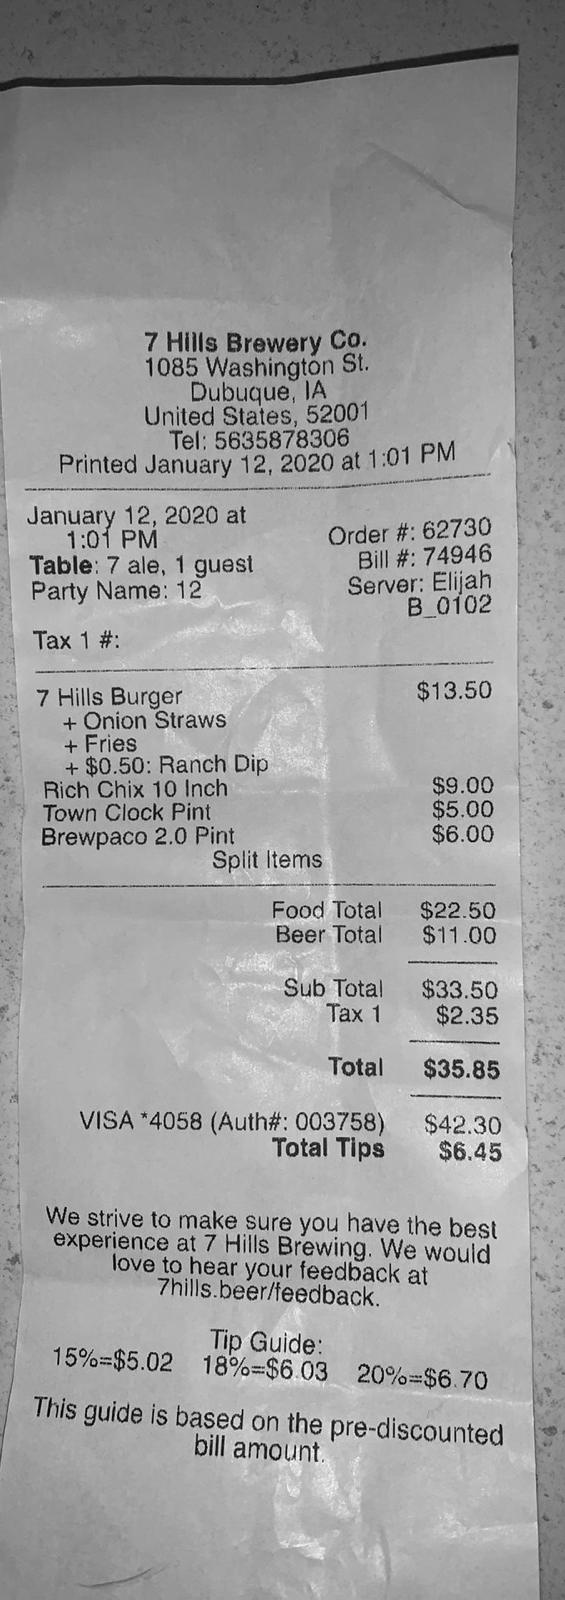 7 Hills Brewery Co.
1085 Washington St.
Dubuque, IA
United States, 52001
Tel: 5635878306
Printed January 12, 2020 at 1:01 PM
January 12, 2020 at
1:01 PM
Table: 7 ale, 1 guest
Party Name: 12
Order #: 62730
Bill #: 74946
Server: Elijah
B_0102
Tax 1 #:
7 Hills Burger $13.50
+ Onion Straws
+ Fries
+ $0.50: Ranch Dip
Rich Chix 10 Inch $9.00
Town Clock Pint $5.00
Brewpaco 2.0 Pint $6.00
Split Items
Food Total $22.50
Beer Total $11.00
Sub Total $33.50
Tax 1 $2.35
Total $35.85
VISA *4058 (Auth#: 003758) $42.30
Total Tips $6.45
We strive to make sure you have the best
experience at 7 Hills Brewing. We would
love to hear your feedback at
7hills.beer/feedback.
Tip Guide:
15%=$5.02 18%=$6.03 20%=$6.70
This guide is based on the pre-discounted
bill amount.